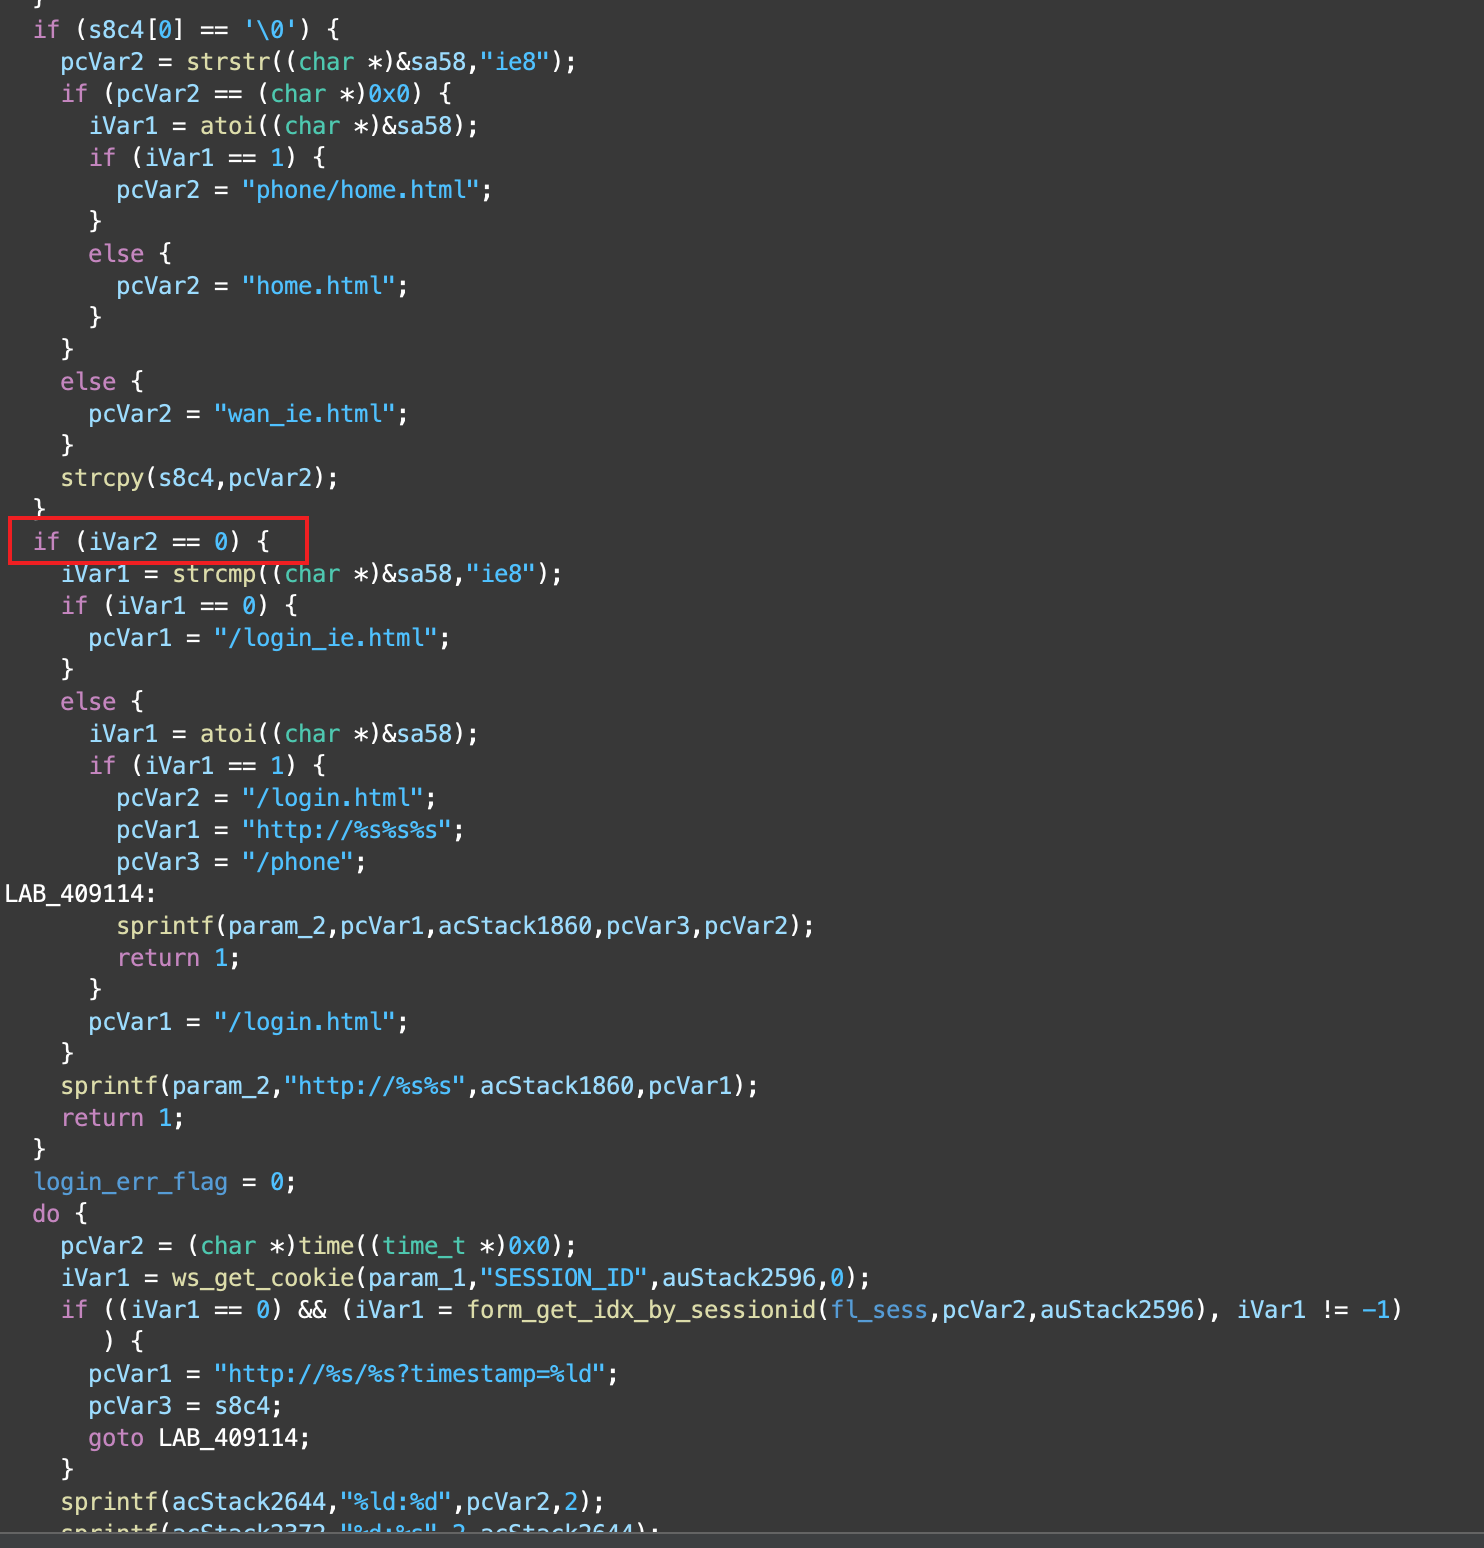 }
if (s8c4[0] == '\0') {
pcVar2 = strstr((char *)&sa58,"ie8");
if (pcVar2 == (char *)0x0) {
iVar1 = atoi((char *)&sa58);
if (iVar1 == 1) {
pcVar2 = "phone/home.html";
}
else {
pcVar2 = "home.html";
}
}
else {
pcVar2 = "wan_ie.html";
}
strcpy(s8c4,pcVar2);
}
if (iVar2 == 0) {
iVar1 = strcmp((char *)&sa58,"ie8");
if (iVar1 == 0) {
pcVar1 = "/login_ie.html";
}
else {
iVar1 = atoi((char *)&sa58);
if (iVar1 == 1) {
pcVar2 = "/login.html";
pcVar1 = "http://%s%s%s";
pcVar3 = "/phone";
LAB_409114:
sprintf(param_2,pcVar1,acStack1860,pcVar3,pcVar2);
return 1;
}
pcVar1 = "/login.html";
}
sprintf(param_2,"http://%s%s",acStack1860,pcVar1);
return 1;
}
login_err_flag = 0;
do {
pcVar2 = (char *)time((time_t *)0x0);
iVar1 = ws_get_cookie(param_1,"SESSION_ID",auStack2596,0);
if ((iVar1 == 0) && (iVar1 = form_get_idx_by_sessionid(fl_sess,pcVar2,auStack2596), iVar1 != -1)
) {
pcVar1 = "http://%s/%s?timestamp=%ld";
pcVar3 = s8c4;
goto LAB_409114;
}
sprintf(acStack2644,"%ld:%d",pcVar2,2);
sprintf(acStack2372,"%d:%s",2,acStack2644);